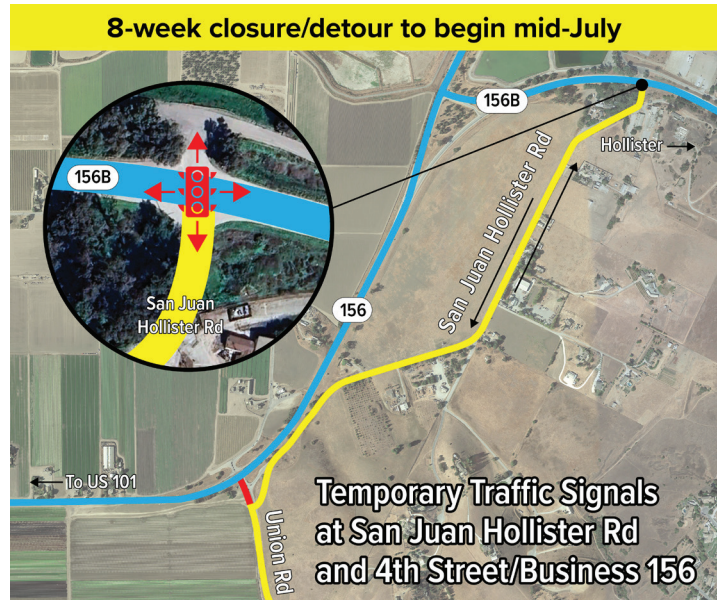 8-week closure/detour to begin mid-July
156B
Hollister
156B
San Juan Hollister Rd
San Juan
Hollister Rd
156
To US 101
Union Rd
Temporary Traffic Signals
at San Juan Hollister Rd
and 4th Street/Business 156